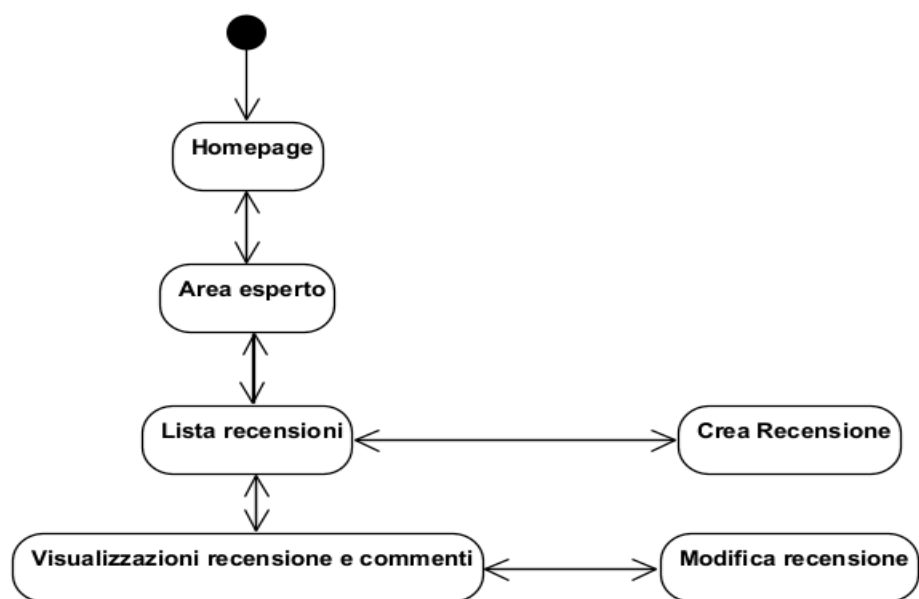 Homepage
Area esperto
Lista recensioni
Crea Recensione
Visualizzazioni recensione e commenti
Modifica recensione